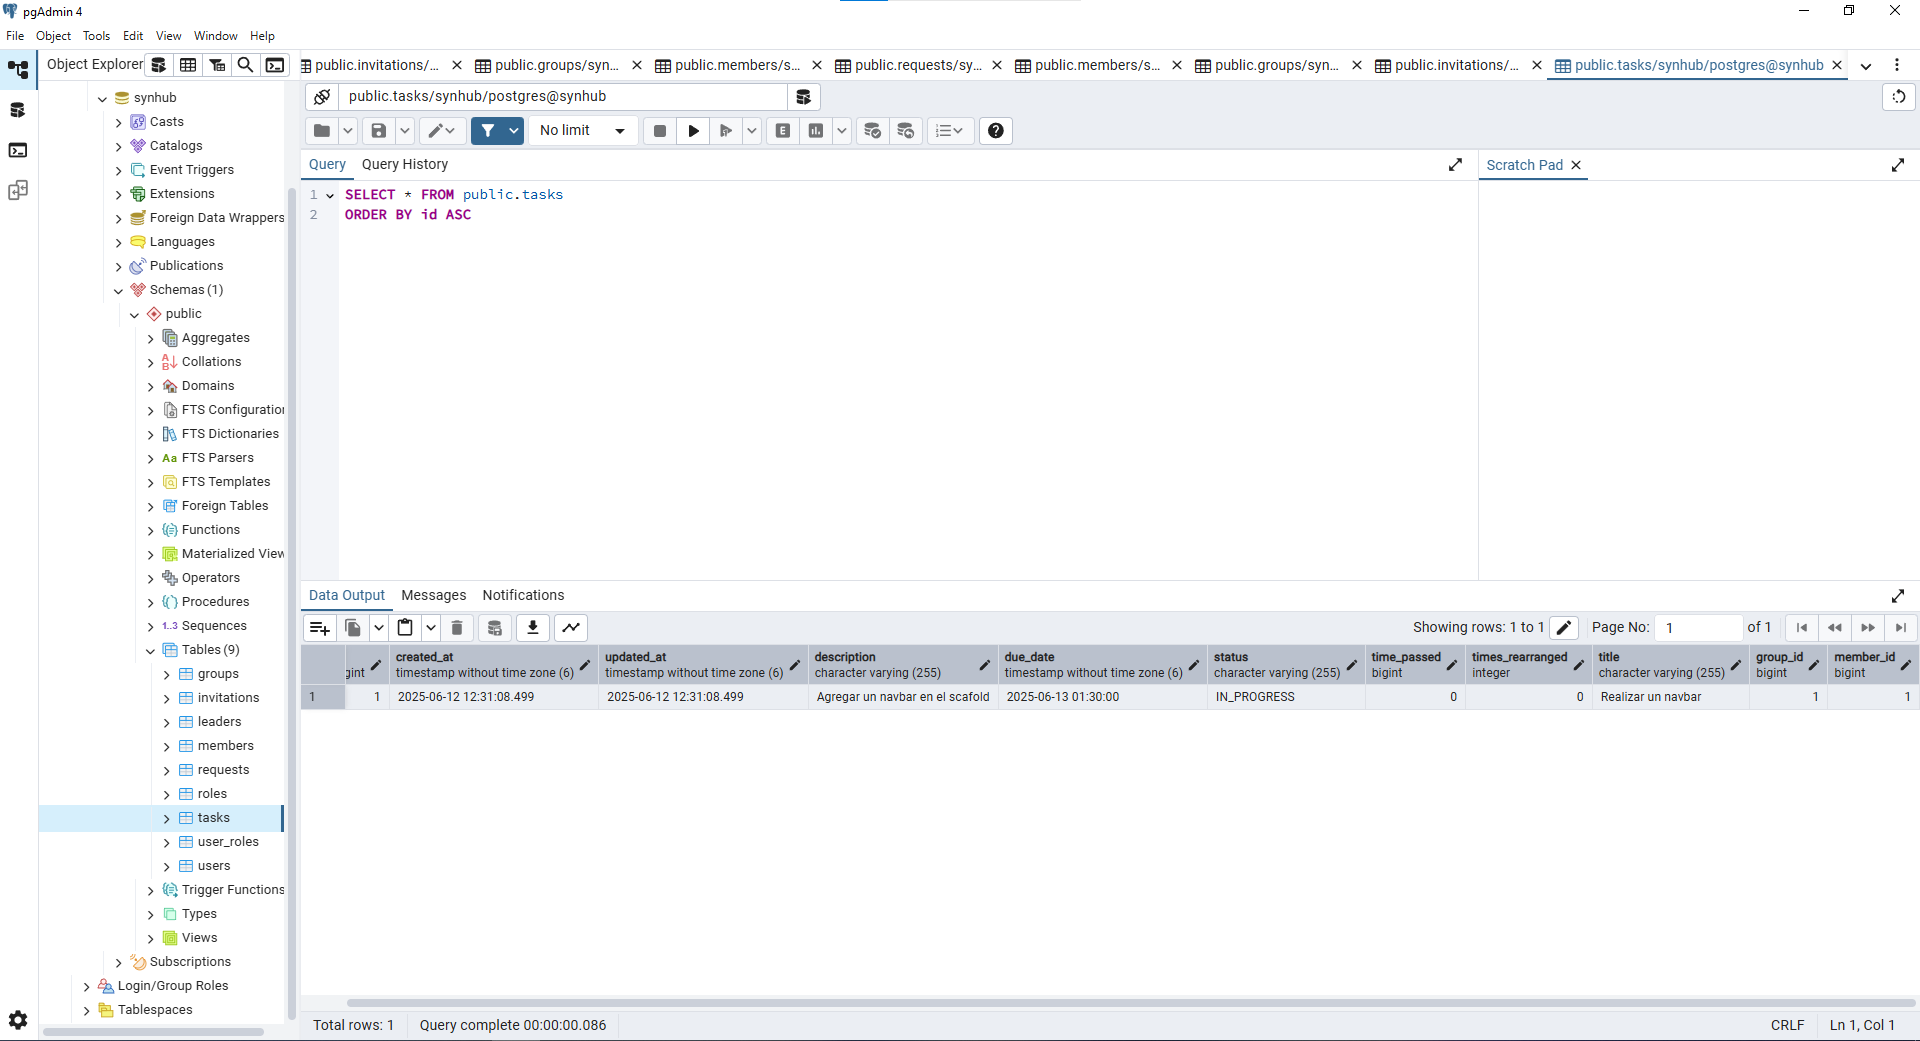 pgAdmin 4
File Object Tools Edit View Window Help
Object Explorer
public.invitations/... public.groups/syn... public.members/s... public.requests/sy... public.members/s... public.groups/syn... public.invitations/... public.tasks/synhub/postgres@synhub
synhub
Casts
Catalogs
Event Triggers
Extensions
Foreign Data Wrappers
Languages
Publications
Schemas (1)
public
Aggregates
Collations
Domains
FTS Configuratio
FTS Dictionaries
FTS Parsers
FTS Templates
Foreign Tables
Functions
Materialized View
Operators
Procedures
1..3 Sequences
Tables (9)
groups
invitations
leaders
members
requests
roles
tasks
user_roles
users
Trigger Functions
Types
Views
Subscriptions
Login/Group Roles
Tablespaces
public.tasks/synhub/postgres@synhub
No limit
E
Query Query History
Scratch Pad
1 SELECT * FROM public.tasks
2 ORDER BY id ASC
Data Output Messages Notifications
Showing rows: 1 to 1 Page No: 1 of 1
created_at updated_at description due_date status time_passed times_rearranged title group_id member_id
gint timestamp without time zone (6) timestamp without time zone (6) character varying (255) timestamp without time zone (6) character varying (255) bigint integer character varying (255) bigint bigint
1 1 2025-06-12 12:31:08.499 2025-06-12 12:31:08.499 Agregar un navbar en el scafold 2025-06-13 01:30:00 IN_PROGRESS 0 0 Realizar un navbar 1 1
Total rows: 1 Query complete 00:00:00.086 CRLF Ln 1, Col 1